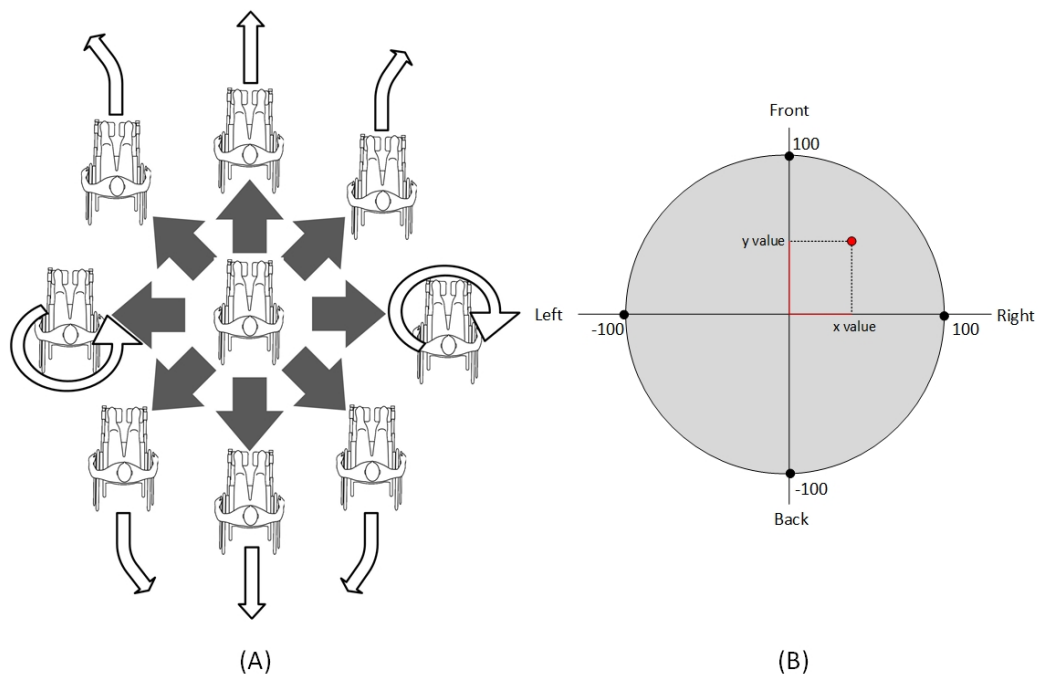 Front
100
y value
Left
-100
x value
100
Right
-100
Back
(A)
(B)